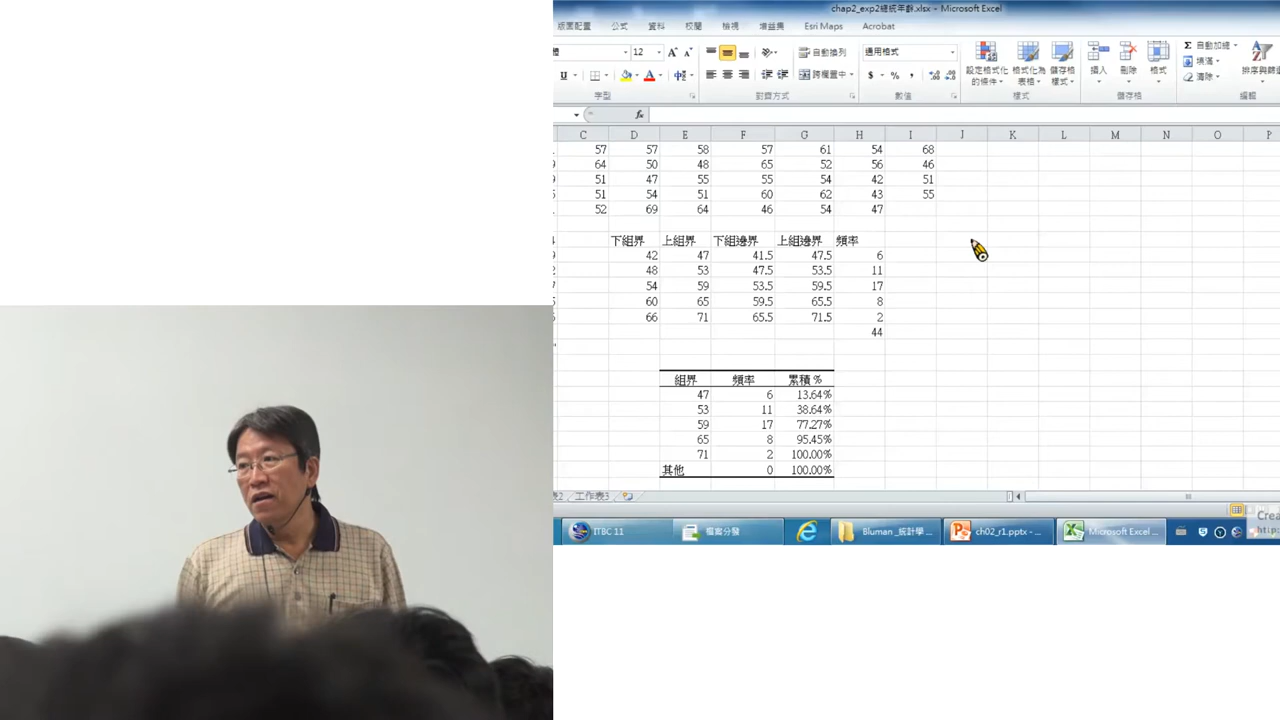 chap2_exp2總統年齡.xlsx - Microsoft Excel
版面配置 公式 資料 校閱 檢視 增益集 Esri Maps Acrobat
12 A A 自動換列 通用格式 設定格式化的條件 格式化為表格 儲存格樣式 插入 刪除 格式 Σ 自動加總 填滿 清除
U A $ % , 跨欄置中
字型 對齊方式 數值 樣式 儲存格 編輯
fx
C D E F G H I J K L M N O P
57 57 58 57 61 54 68
64 50 48 65 52 56 46
51 47 55 55 54 42 51
51 54 51 60 62 43 55
52 69 64 46 54 47
下組界 上組界 下組邊界 上組邊界 頻率
42 47 41.5 47.5 6
48 53 47.5 53.5 11
54 59 53.5 59.5 17
60 65 59.5 65.5 8
66 71 65.5 71.5 2
44
組界 頻率 累積 %
47 6 13.64%
53 11 38.64%
59 17 77.27%
65 8 95.45%
71 2 100.00%
其他 0 100.00%
工作表3
ITBC 11 檔案分發 Bluman _統計學 ... ch02_r1.pptx - ... Microsoft Excel ...